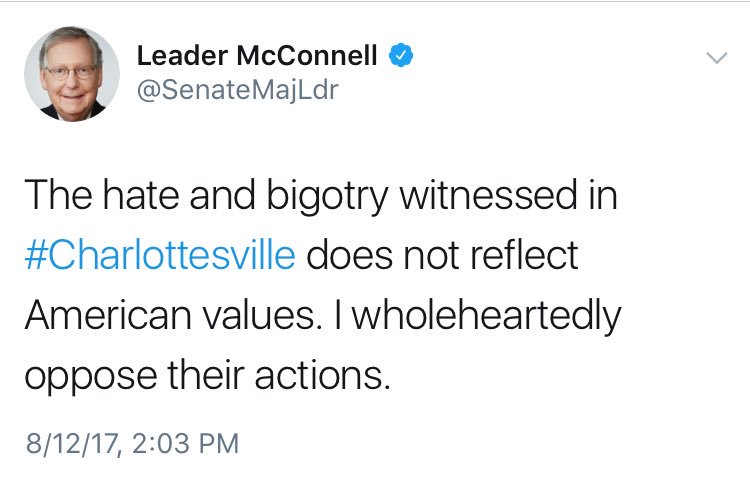 Leader McConnell
@SenateMajLdr
The hate and bigotry witnessed in
#Charlottesville does not reflect
American values. I wholeheartedly
oppose their actions.
8/12/17, 2:03 PM